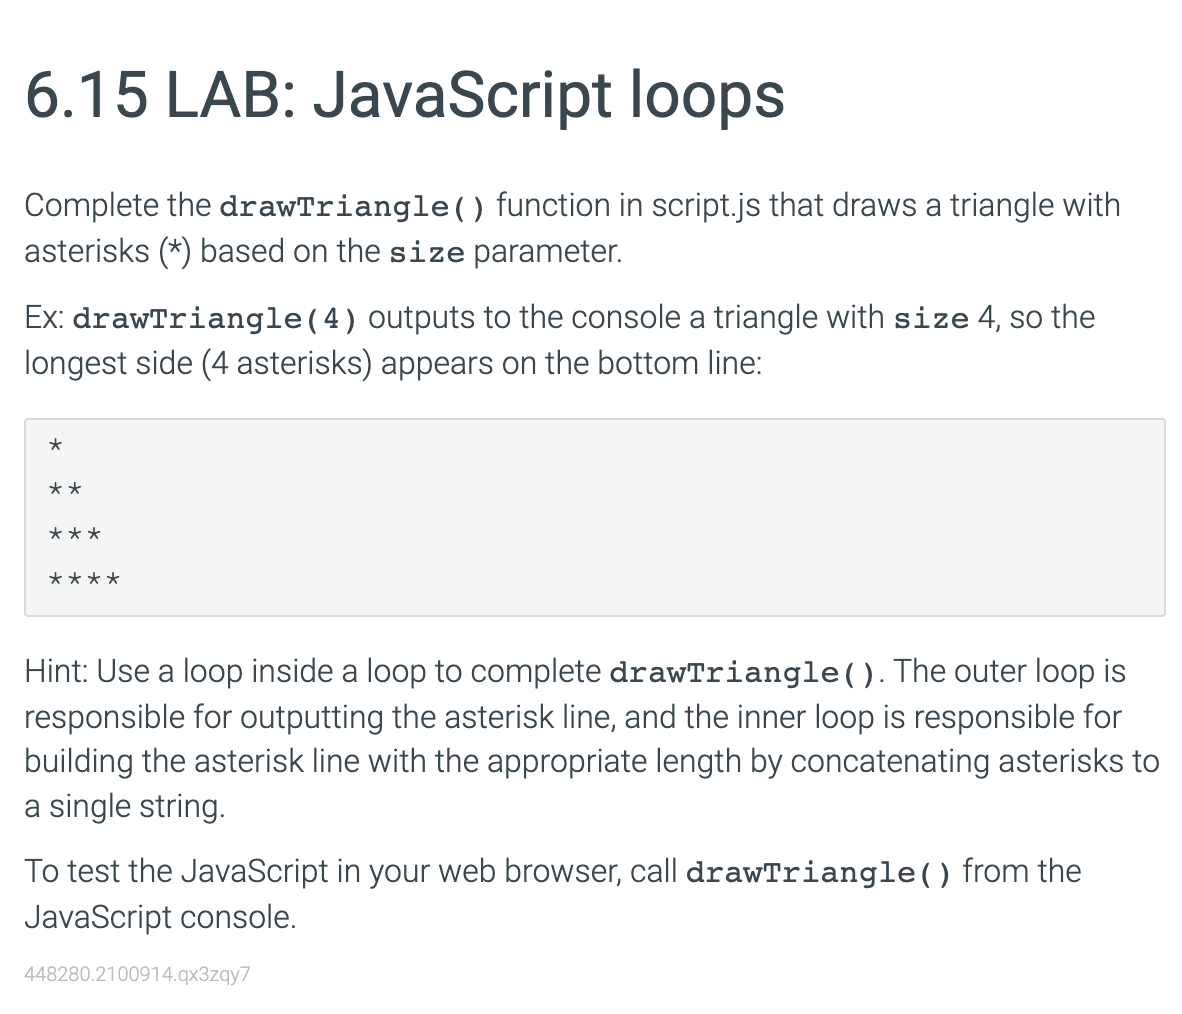 6.15 LAB: JavaScript loops
Complete the drawTriangle() function in script.js that draws a triangle with
asterisks (*) based on the size parameter.
Ex: drawTriangle(4) outputs to the console a triangle with size 4, so the
longest side (4 asterisks) appears on the bottom line:
*
**
***
****
Hint: Use a loop inside a loop to complete drawTriangle(). The outer loop is
responsible for outputting the asterisk line, and the inner loop is responsible for
building the asterisk line with the appropriate length by concatenating asterisks to
a single string.
To test the JavaScript in your web browser, call drawTriangle() from the
JavaScript console.
448280.2100914.qx3zqy7